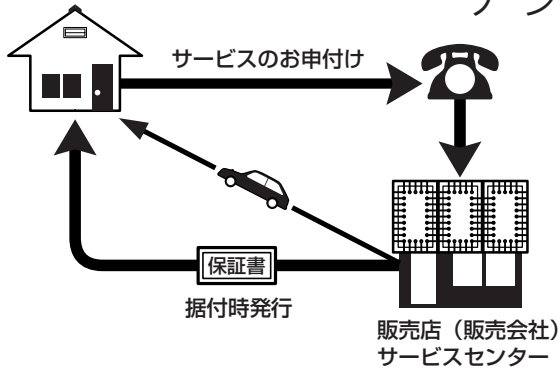 サービスのお申付け
保証書
据付時発行
販売店（販売会社）
サービスセンター